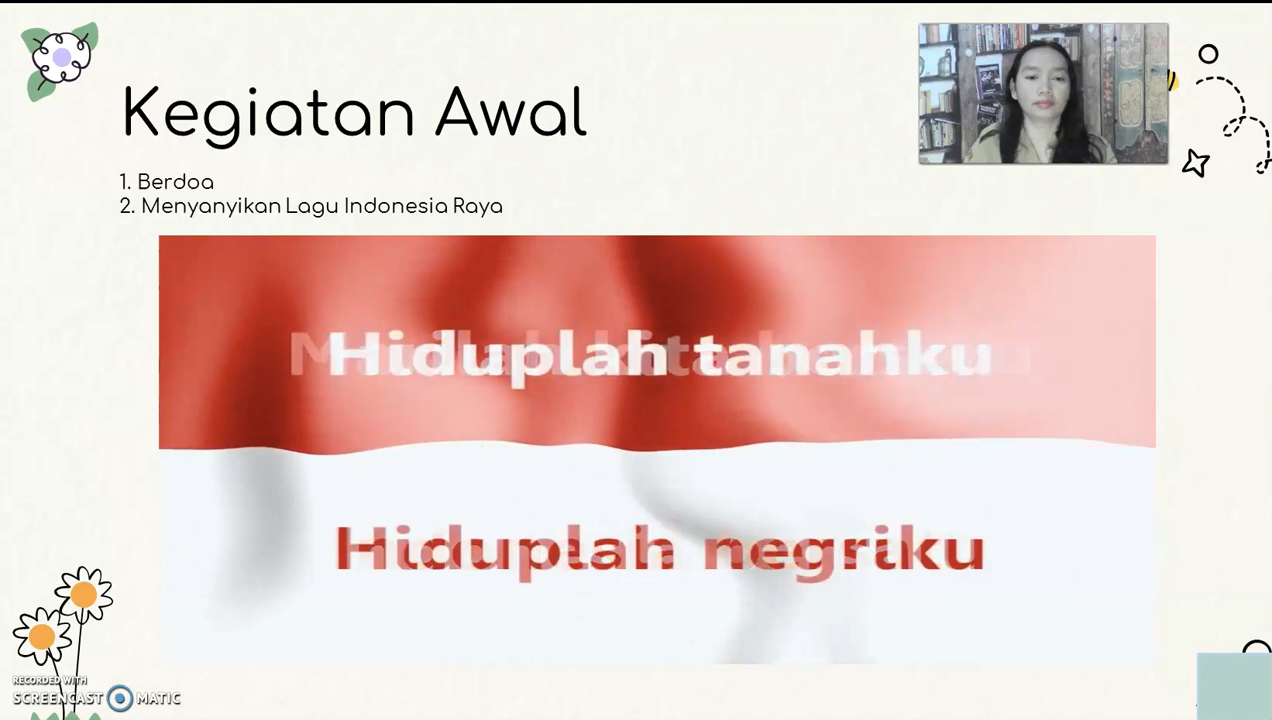 Kegiatan Awal
1. Berdoa
2. Menyanyikan Lagu Indonesia Raya
Hiduplah tanahku
Hiduplah negriku
RECORDED WITH
SCREENCAST MATIC